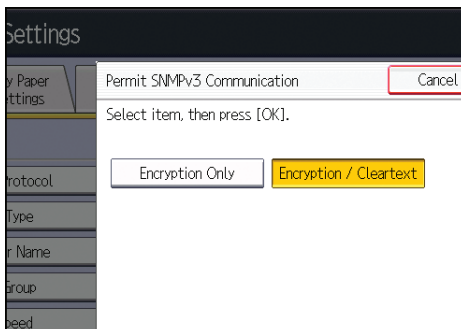 Settings
y Paper
ttings
Permit SNMPv3 Communication
Cancel
Select item, then press [OK].
Encryption Only
Encryption / Cleartext
Protocol
Type
r Name
Group
peed